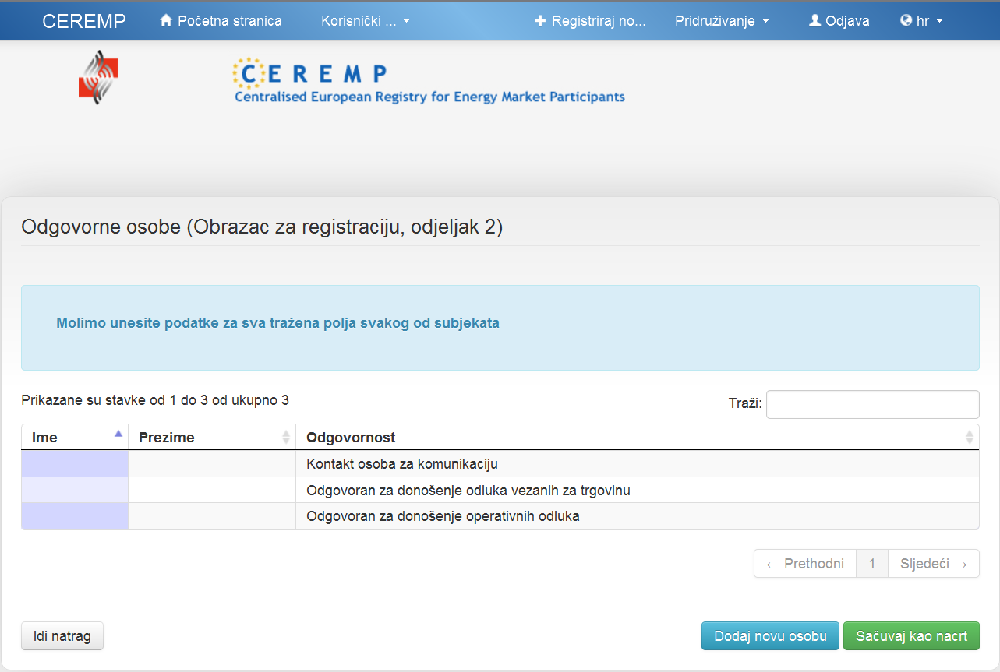 CEREMP Početna stranica Korisnički ... Registriraj no... Pridruživanje Odjava hr
CEREMP
Centralised European Registry for Energy Market Participants
Odgovorne osobe (Obrazac za registraciju, odjeljak 2)
Molimo unesite podatke za sva tražena polja svakog od subjekata
Prikazane su stavke od 1 do 3 od ukupno 3 Traži:
Ime Prezime Odgovornost
Kontakt osoba za komunikaciju
Odgovoran za donošenje odluka vezanih za trgovinu
Odgovoran za donošenje operativnih odluka
← Prethodni 1 Sljedeći →
Idi natrag Dodaj novu osobu Sačuvaj kao nacrt